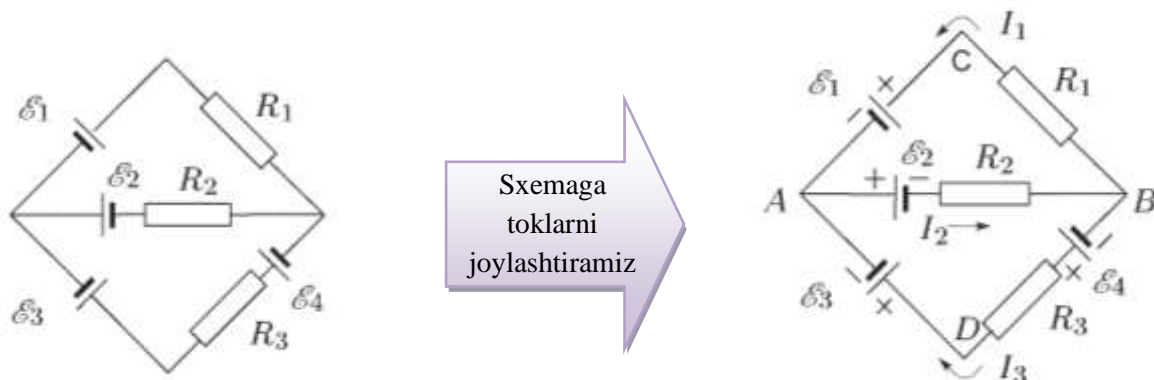 ℰ1
R1
ℰ2
R2
ℰ3
R3
ℰ4
Sxemaga
toklarni
joylashtiramiz
I1
C
ℰ1
+
−
R1
ℰ2
R2
A
+
−
B
I2
−
ℰ3
+
−
+
ℰ4
D
R3
I3